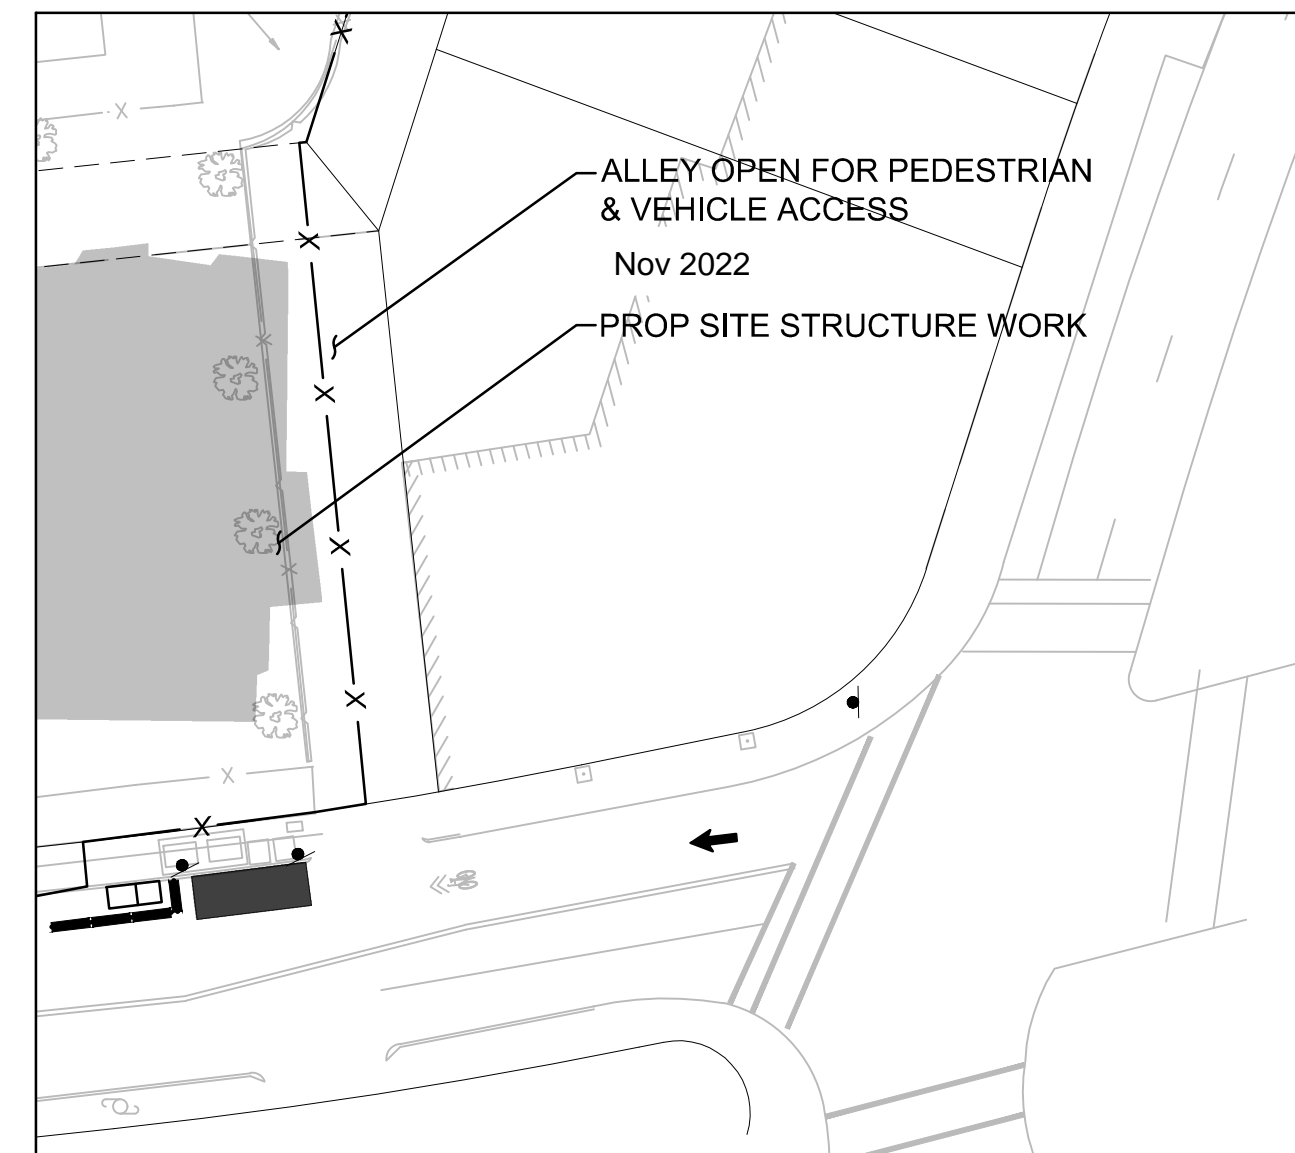 ALLEY OPEN FOR PEDESTRIAN
& VEHICLE ACCESS
Nov 2022
PROP SITE STRUCTURE WORK